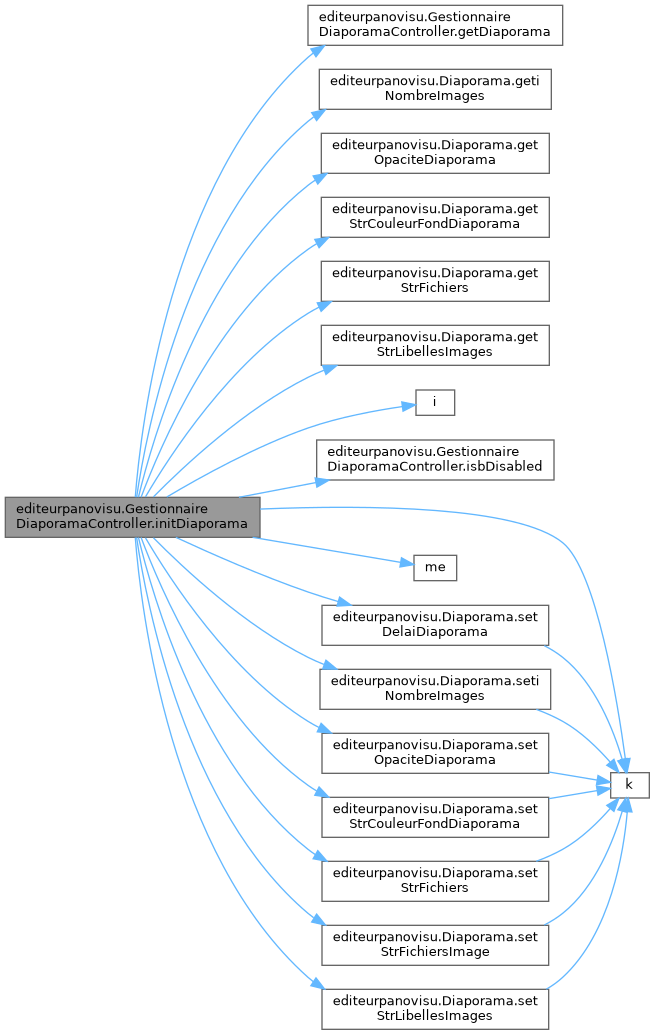 editeurpanovisu.Gestionnaire
DiaporamaController.getDiaporama
editeurpanovisu.Diaporama.geti
NombreImages
editeurpanovisu.Diaporama.get
OpaciteDiaporama
editeurpanovisu.Diaporama.get
StrCouleurFondDiaporama
editeurpanovisu.Diaporama.get
StrFichiers
editeurpanovisu.Diaporama.get
StrLibellesImages
i
editeurpanovisu.Gestionnaire
DiaporamaController.isbDisabled
editeurpanovisu.Gestionnaire
DiaporamaController.initDiaporama
me
editeurpanovisu.Diaporama.set
DelaiDiaporama
editeurpanovisu.Diaporama.seti
NombreImages
editeurpanovisu.Diaporama.set
OpaciteDiaporama
k
editeurpanovisu.Diaporama.set
StrCouleurFondDiaporama
editeurpanovisu.Diaporama.set
StrFichiers
editeurpanovisu.Diaporama.set
StrFichiersImage
editeurpanovisu.Diaporama.set
StrLibellesImages